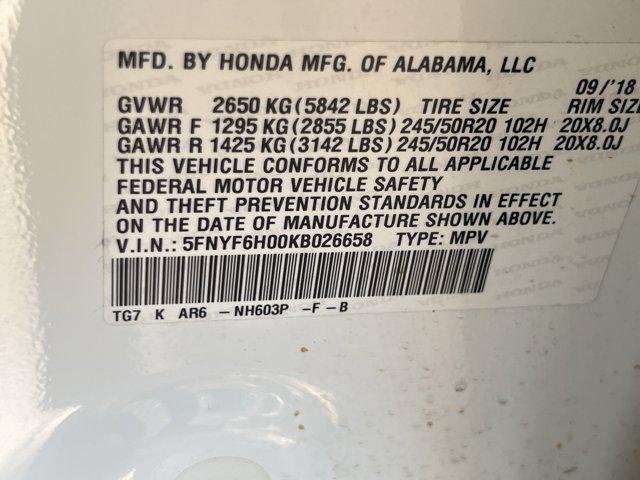 MFD. BY HONDA MFG. OF ALABAMA, LLC
09/'18
GVWR 2650 KG (5842 LBS) TIRE SIZE RIM SIZE
GAWR F 1295 KG (2855 LBS) 245/50R20 102H 20X8.0J
GAWR R 1425 KG (3142 LBS) 245/50R20 102H 20X8.0J
THIS VEHICLE CONFORMS TO ALL APPLICABLE
FEDERAL MOTOR VEHICLE SAFETY
AND THEFT PREVENTION STANDARDS IN EFFECT
ON THE DATE OF MANUFACTURE SHOWN ABOVE.
V.I.N.: 5FNYF6H00KB026658 TYPE: MPV
TG7 K AR6 - NH603P -F - B